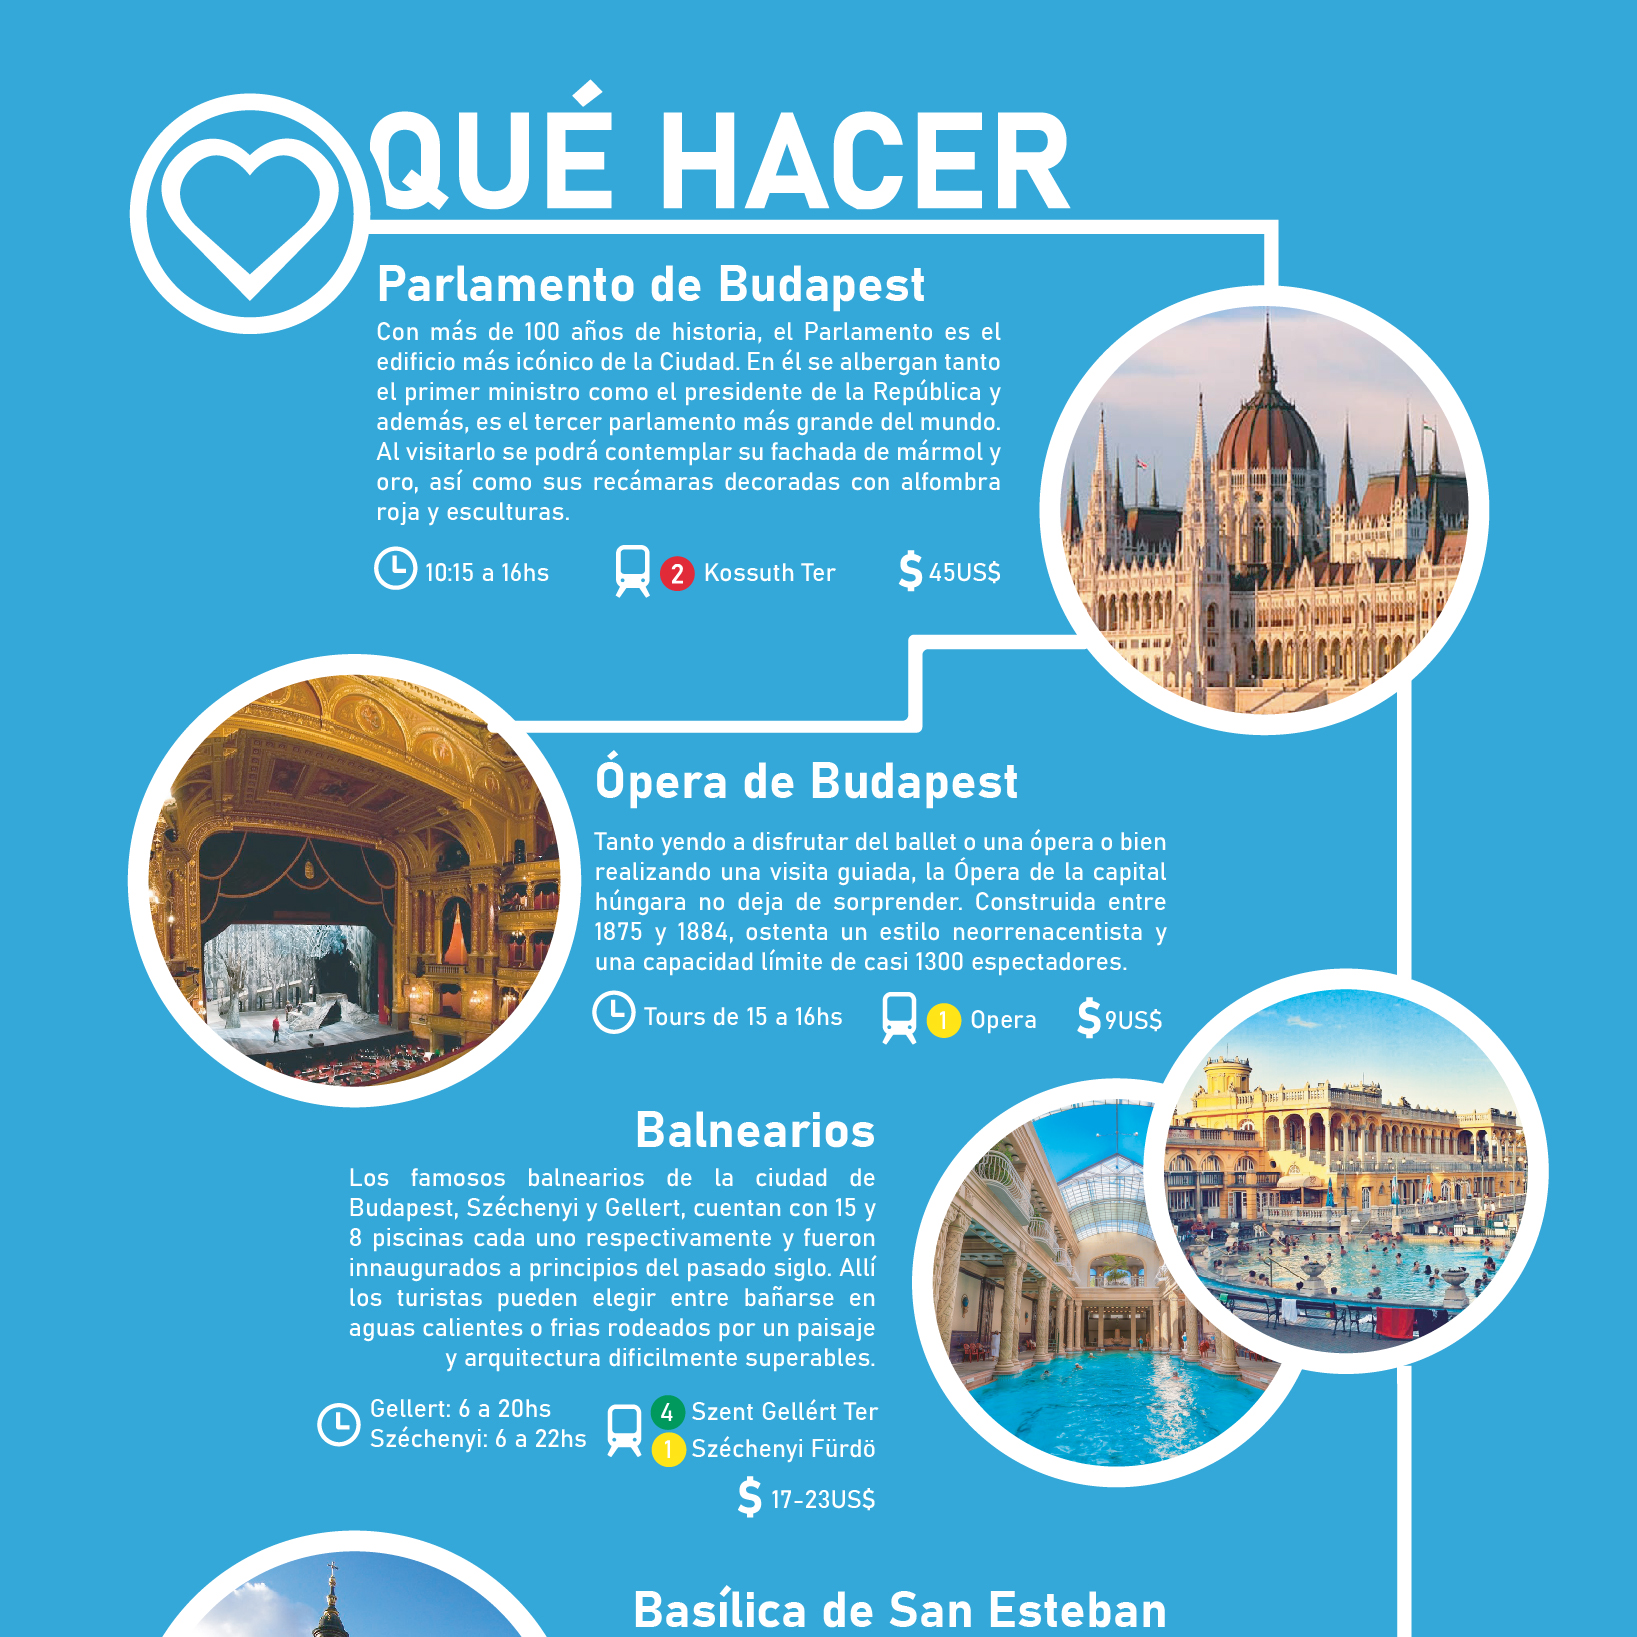 QUÉ HACER
Parlamento de Budapest
Con más de 100 años de historia, el Parlamento es el
edificio más icónico de la Ciudad. En él se albergan tanto
el primer ministro como el presidente de la República y
además, es el tercer parlamento más grande del mundo.
Al visitarlo se podrá contemplar su fachada de mármol y
oro, así como sus recámaras decoradas con alfombra
roja y esculturas.
10:15 a 16hs 2 Kossuth Ter $ 45US$
Ópera de Budapest
Tanto yendo a disfrutar del ballet o una ópera o bien
realizando una visita guiada, la Ópera de la capital
húngara no deja de sorprender. Construida entre
1875 y 1884, ostenta un estilo neorrenacentista y
una capacidad límite de casi 1300 espectadores.
Tours de 15 a 16hs 1 Opera $ 9US$
Balnearios
Los famosos balnearios de la ciudad de
Budapest, Széchenyi y Gellert, cuentan con 15 y
8 piscinas cada uno respectivamente y fueron
innaugurados a principios del pasado siglo. Allí
los turistas pueden elegir entre bañarse en
aguas calientes o frias rodeados por un paisaje
y arquitectura dificilmente superables.
Gellert: 6 a 20hs 4 Szent Gellért Ter
Széchenyi: 6 a 22hs 1 Széchenyi Fürdö
$ 17-23US$
Basílica de San Esteban